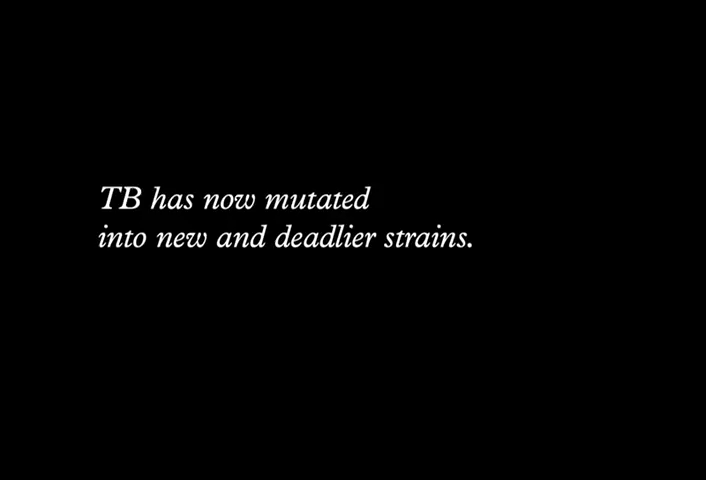 TB has now mutated
into new and deadlier strains.